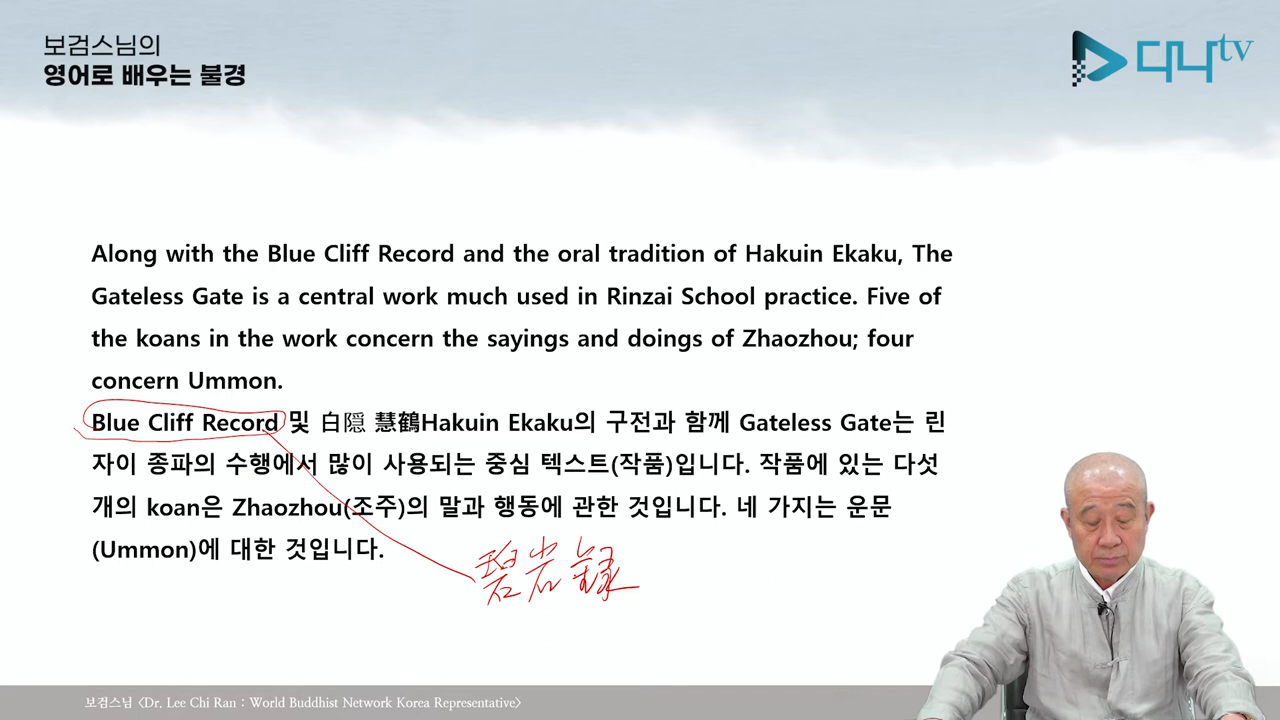 보검스님의
영어로 배우는 불경
디나tv
Along with the Blue Cliff Record and the oral tradition of Hakuin Ekaku, The
Gateless Gate is a central work much used in Rinzai School practice. Five of
the koans in the work concern the sayings and doings of Zhaozhou; four
concern Ummon.
Blue Cliff Record 및 白隠 慧鶴Hakuin Ekaku의 구전과 함께 Gateless Gate는 린
자이 종파의 수행에서 많이 사용되는 중심 텍스트(작품)입니다. 작품에 있는 다섯
개의 koan은 Zhaozhou(조주)의 말과 행동에 관한 것입니다. 네 가지는 운문
(Ummon)에 대한 것입니다.
碧岩録
보검스님 <Dr. Lee Chi Ran : World Buddhist Network Korea Representative>